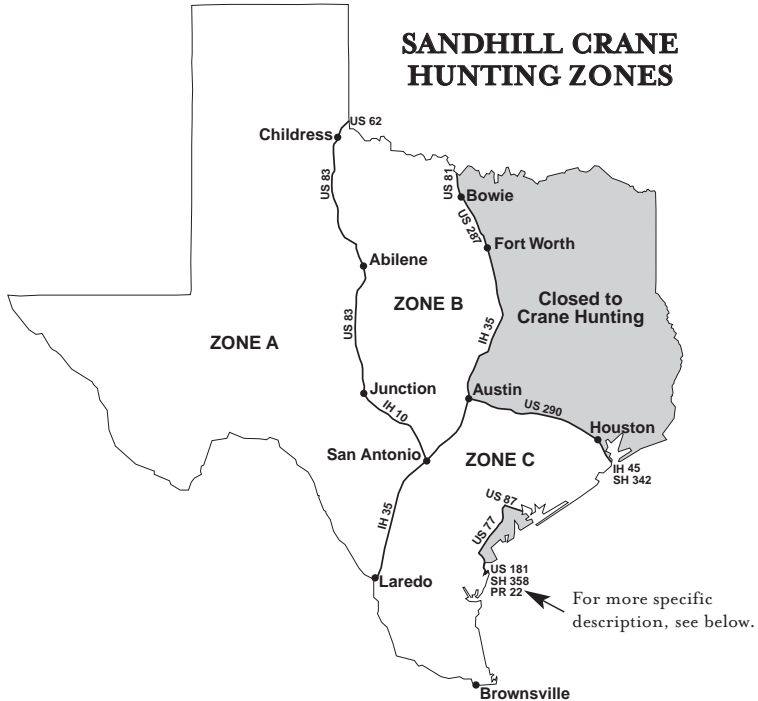 SANDHILL CRANE
HUNTING ZONES
US 62
Childress
US 83
US 81
Bowie
US 287
Fort Worth
Abilene
ZONE B
Closed to
Crane Hunting
US 83
IH 35
ZONE A
Junction
Austin
IH 10
US 290
Houston
San Antonio
ZONE C
IH 45
SH 342
US 87
IH 35
US 77
US 181
SH 358
PR 22
Laredo
For more specific
description, see below.
Brownsville